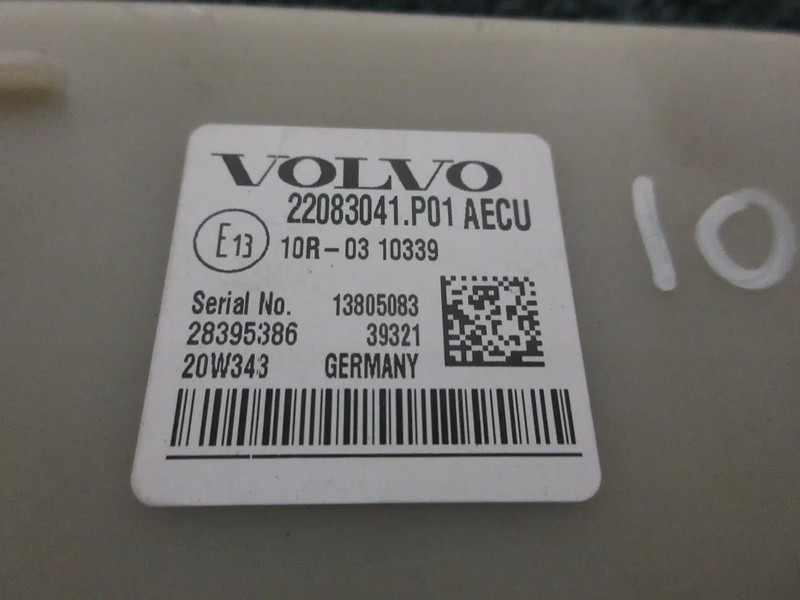 VOLVO
22083041.P01 AECU
E13 10R-03 10339
Serial No. 13805083
28395386 39321
20W343 GERMANY
10